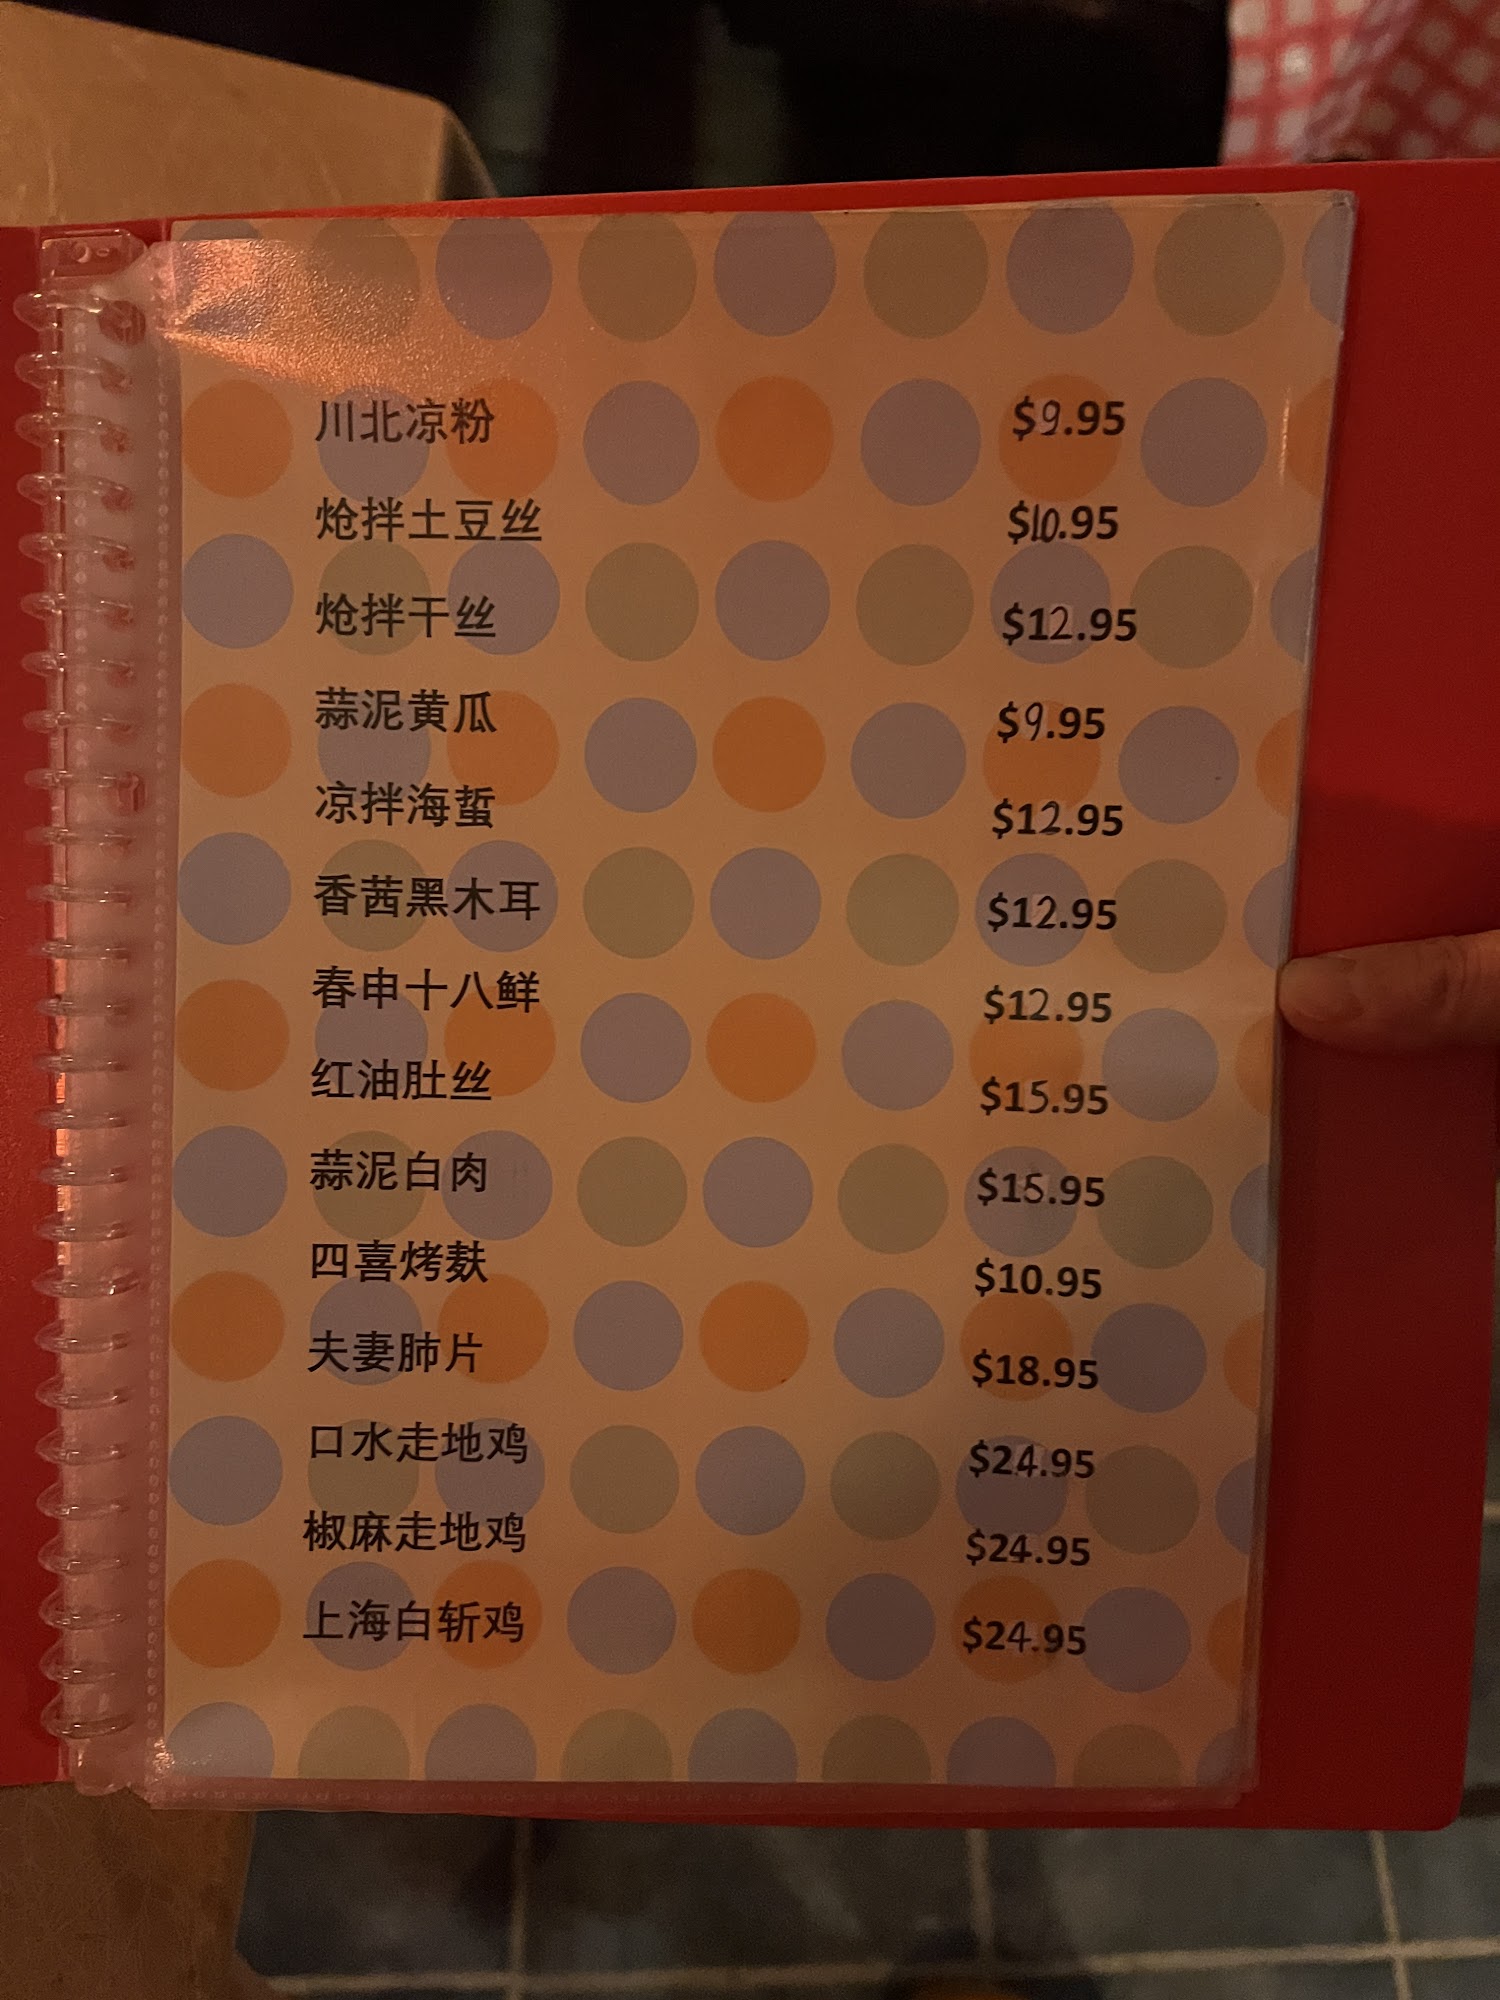 川北凉粉 $9.95
炝拌土豆丝 $10.95
炝拌干丝 $12.95
蒜泥黄瓜 $9.95
凉拌海蜇 $12.95
香茜黑木耳 $12.95
春申十八鲜 $12.95
红油肚丝 $15.95
蒜泥白肉 $15.95
四喜烤麸 $10.95
夫妻肺片 $18.95
口水走地鸡 $24.95
椒麻走地鸡 $24.95
上海白斩鸡 $24.95